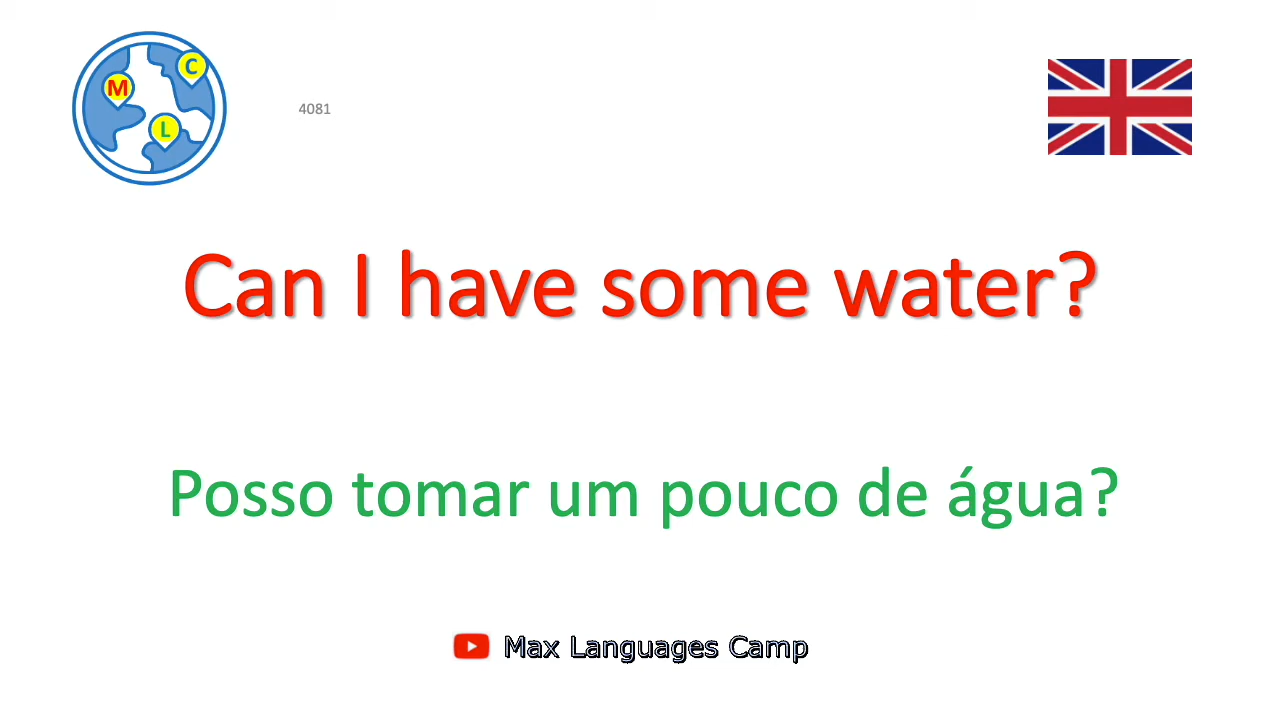 M
C
L
4081
Can I have some water?
Posso tomar um pouco de água?
Max Languages Camp